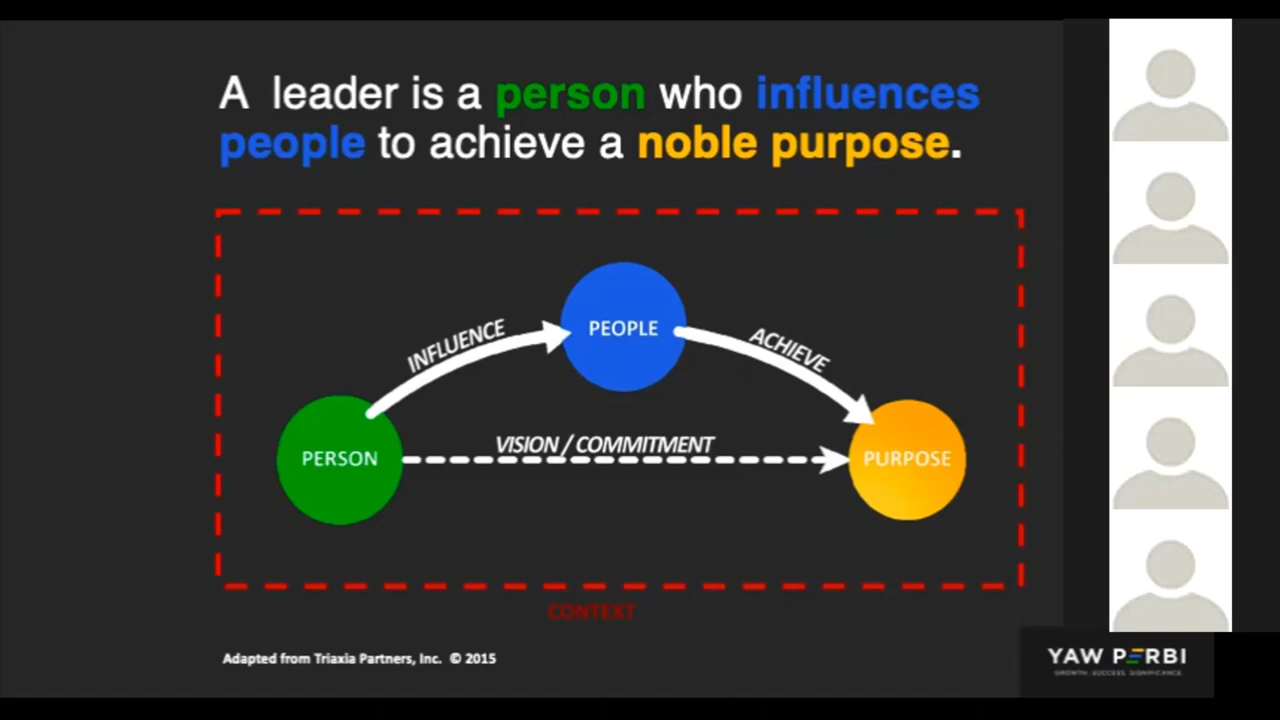 A leader is a person who influences
people to achieve a noble purpose.
INFLUENCE
PEOPLE
ACHIEVE
PERSON
VISION / COMMITMENT
PURPOSE
CONTEXT
Adapted from Triaxia Partners, Inc. © 2015
YAW PERBI
GROWTH. SUCCESS. SIGNIFICANCE.